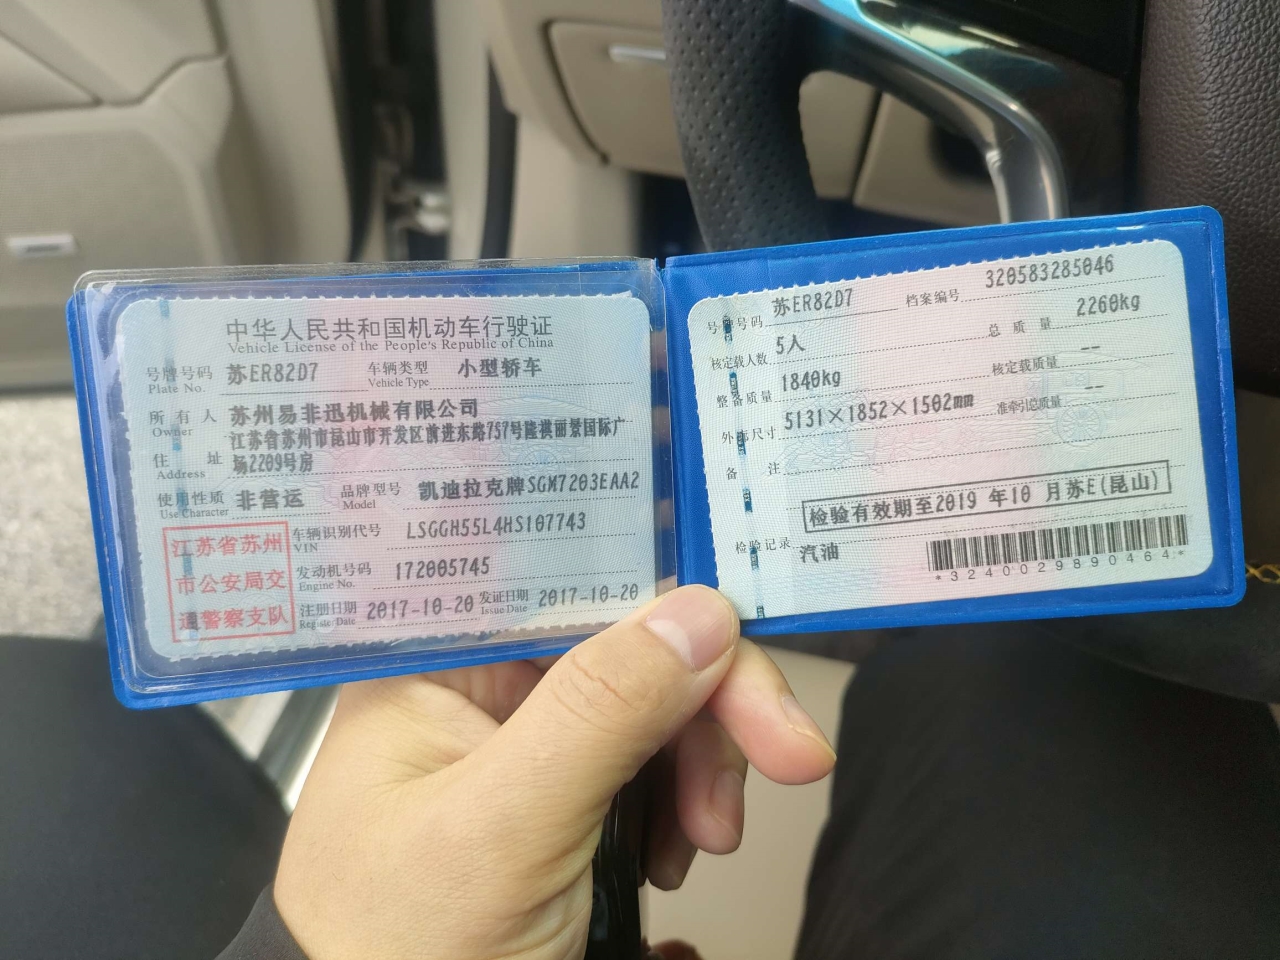 中华人民共和国机动车行驶证
Vehicle License of the People's Republic of China
号牌号码 苏ER82D7 车辆类型 小型轿车
Plate No. Vehicle Type
所有人 苏州易非迅机械有限公司
Owner
江苏省苏州市昆山市开发区前进东路757号隆祺丽景国际广
住址 场2209号房
Address
使用性质 非营运 品牌型号 凯迪拉克牌SGM7203EAA2
Use Character Model
江苏省苏州
市公安局交
通警察支队
车辆识别代号 LSGGH55L4HS107743
VIN
发动机号码 172005745
Engine No.
注册日期 2017-10-20 发证日期 2017-10-20
Register Date Issue Date
号牌号码 苏ER82D7 档案编号 320583285046
核定载人数 5人 总质量 2260kg
整备质量 1840kg 核定载质量 --
外廓尺寸 5131×1852×1502mm 准牵引总质量 --
备注
检验有效期至2019 年10 月苏E(昆山)
检验记录 汽油
*3240029890464*